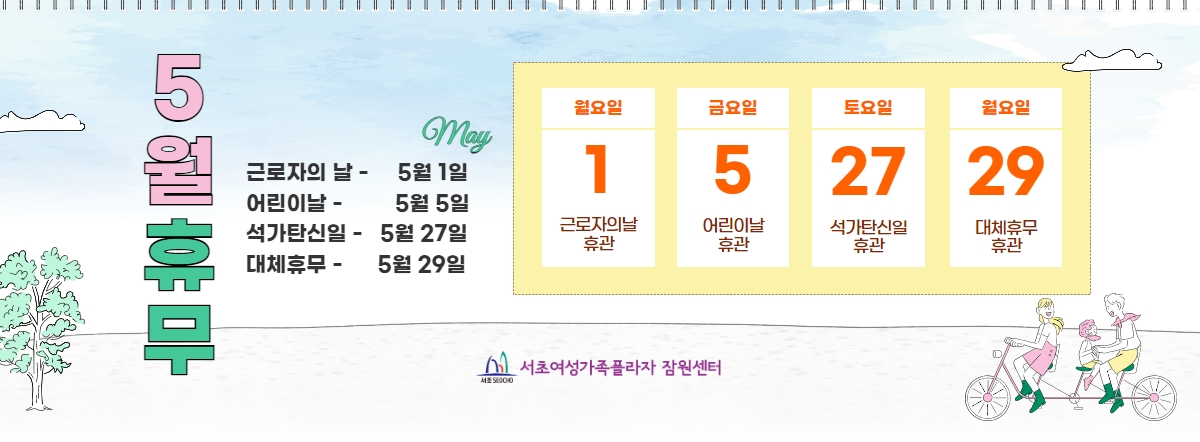 5월 휴무
May
근로자의 날 - 5월 1일
어린이날 - 5월 5일
석가탄신일 - 5월 27일
대체휴무 - 5월 29일
월요일
1
근로자의날
휴관
금요일
5
어린이날
휴관
토요일
27
석가탄신일
휴관
월요일
29
대체휴무
휴관
서초 SEOCHO
서초여성가족플라자 잠원센터